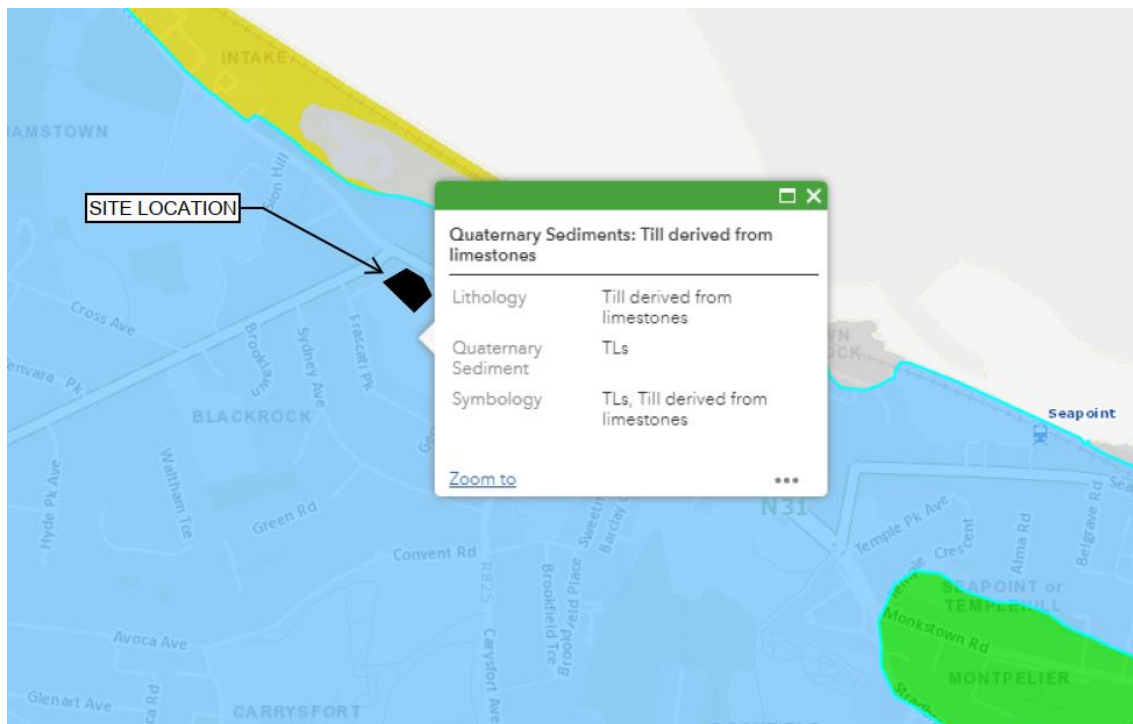 INTAKE
AMSTOWN
Sion Hill
SITE LOCATION
Quaternary Sediments: Till derived from
limestones
Lithology
Till derived from
limestones
Quaternary
Sediment
TLs
Symbology
TLs, Till derived from
limestones
Zoom to
Cross Ave
Brooklawn
Sydney Ave
Frascati Pk
BLACKROCK
Seapoint
N31
Hyde Pk Ave
Waltham Tce
Green Rd
Convent Rd
R825
Brookfield Tce
Brookfield Place
Barclay
Temple Pk Ave
Alma Rd
Belgrave Rd
SEAPOINT or
TEMPLEHILL
Monkstown Rd
MONTPELIER
Avoca Ave
Carysfort Ave
Glenart Ave
CARRYSFORT